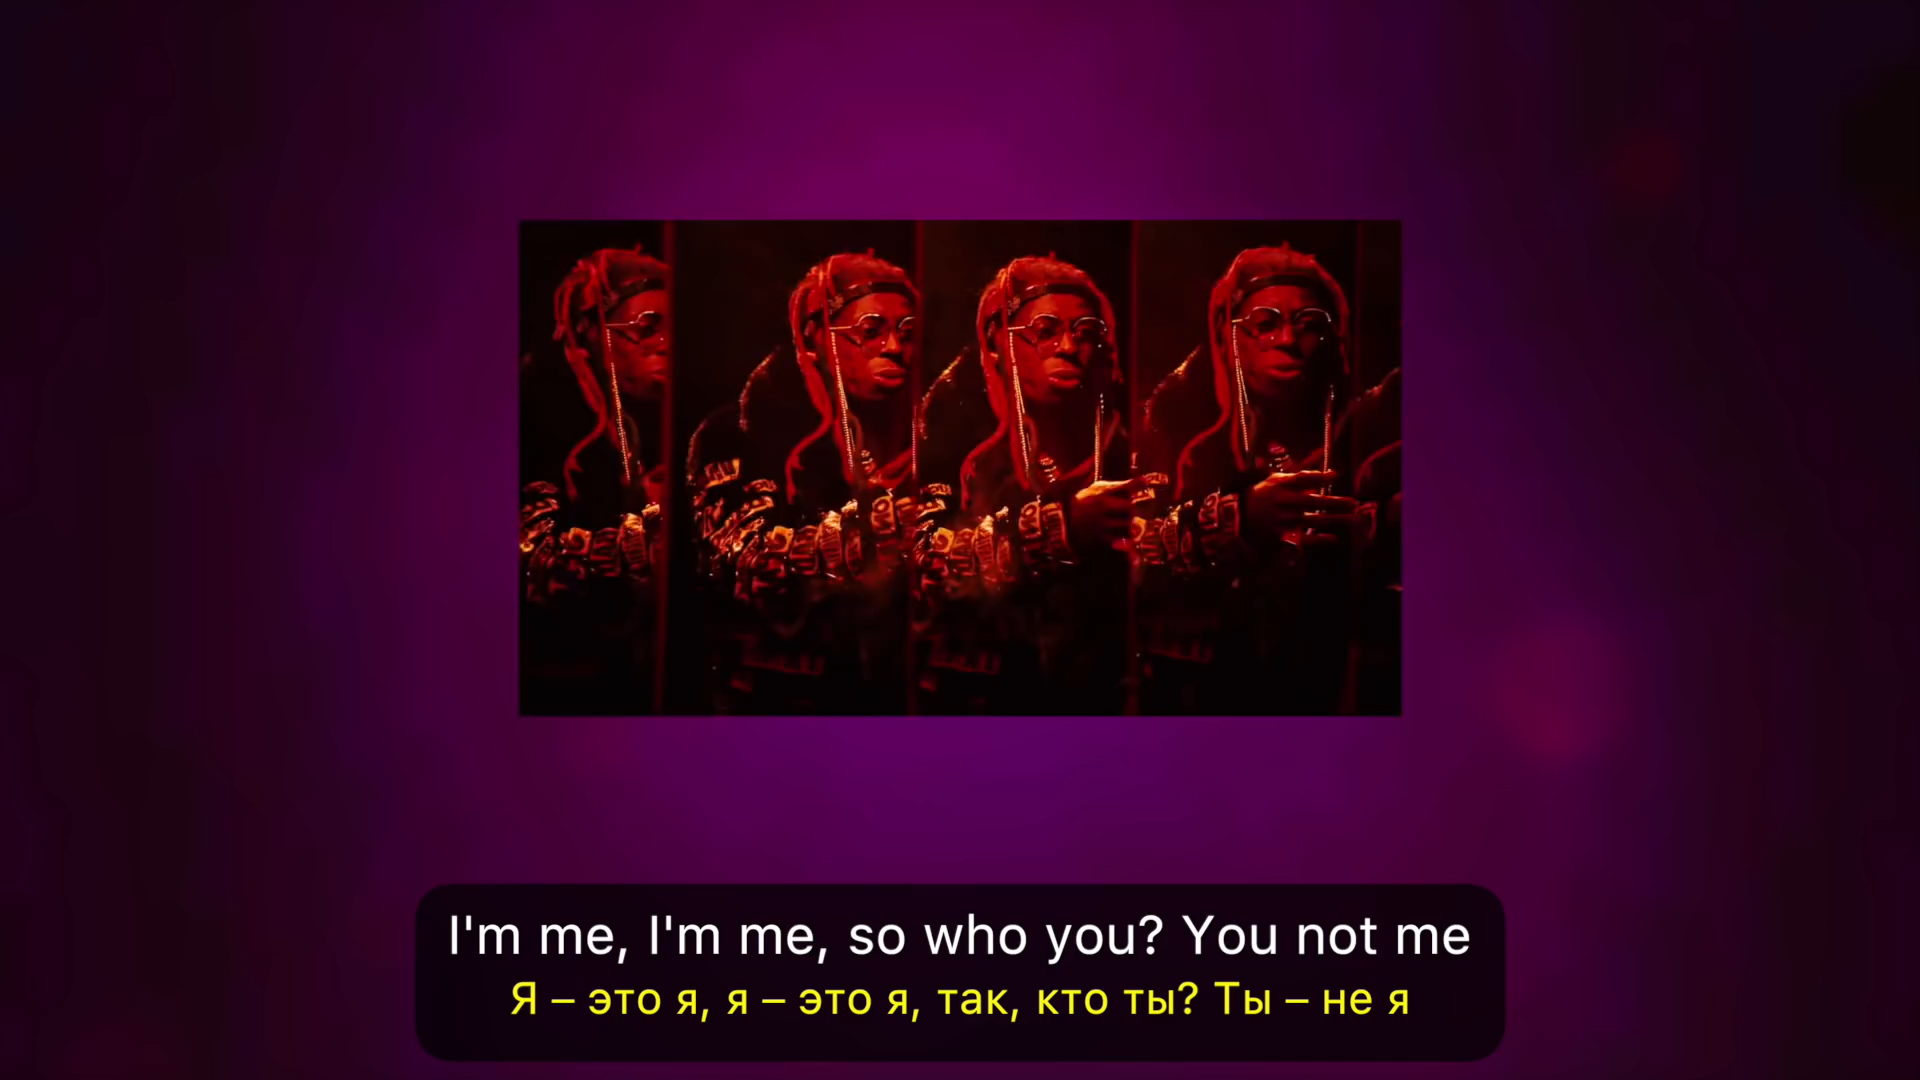 I'm me, I'm me, so who you? You not me
Я – это я, я – это я, так, кто ты? Ты – не я